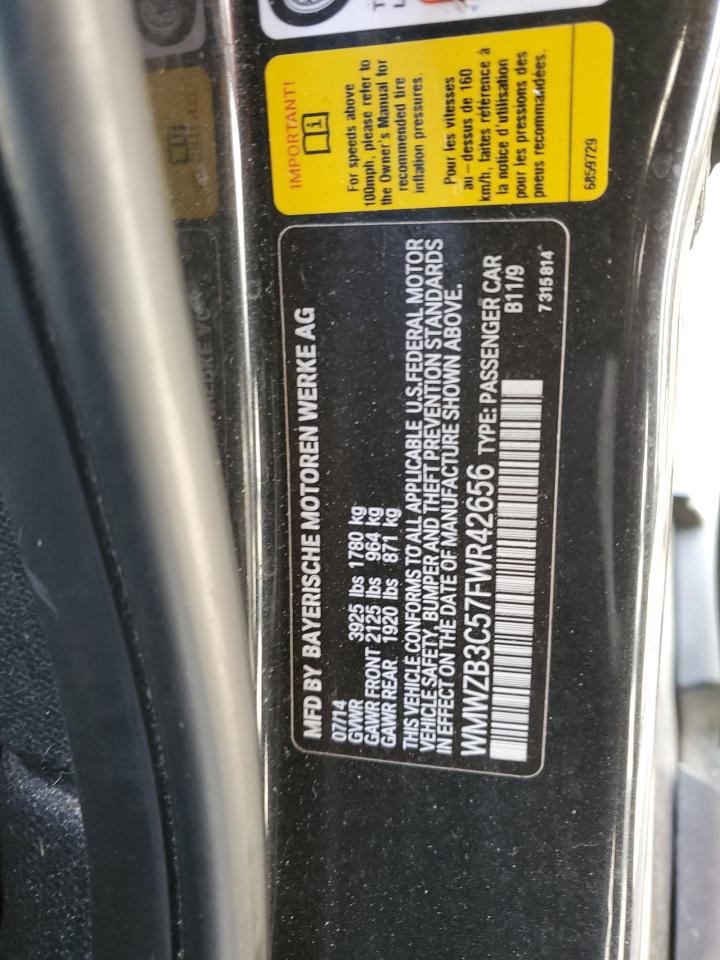 IMPORTANT!
For speeds above
100mph, please refer to
the Owner's Manual for
recommended tire
inflation pressures.
Pour les vitesses
au-dessus de 160
km/h, faites référence à
la notice d'utilisation
pour les pressions des
pneus recommandées.
6859729
MFD BY BAYERISCHE MOTOREN WERKE AG
07/14
GVWR 3925 lbs 1780 kg
GAWR FRONT 2125 lbs 964 kg
GAWR REAR 1920 lbs 871 kg
THIS VEHICLE CONFORMS TO ALL APPLICABLE U.S.FEDERAL MOTOR
VEHICLE SAFETY, BUMPER AND THEFT PREVENTION STANDARDS
IN EFFECT ON THE DATE OF MANUFACTURE SHOWN ABOVE.
WMWZB3C57FWR42656 TYPE: PASSENGER CAR
B11/9
7 315 814